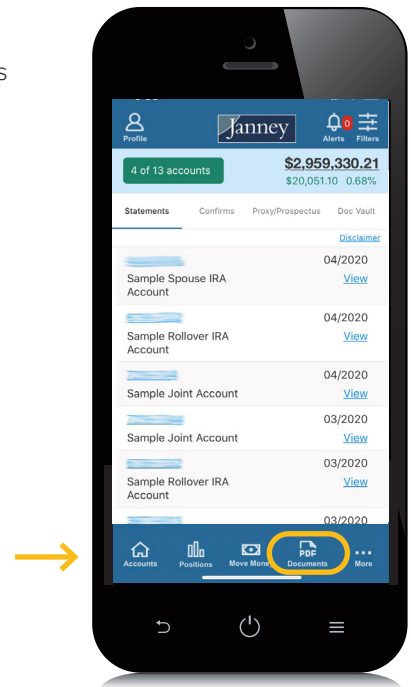 s
Profile
Janney
0
Alerts
Filters
4 of 13 accounts
$2,959,330.21
$20,051.10 0.68%
Statements Confirms Proxy/Prospectus Doc Vault
Disclaimer
04/2020
Sample Spouse IRA
Account
View
04/2020
Sample Rollover IRA
Account
View
04/2020
Sample Joint Account
View
03/2020
Sample Joint Account
View
03/2020
Sample Rollover IRA
Account
View
03/2020
PDF
Accounts Positions Move Money Documents More